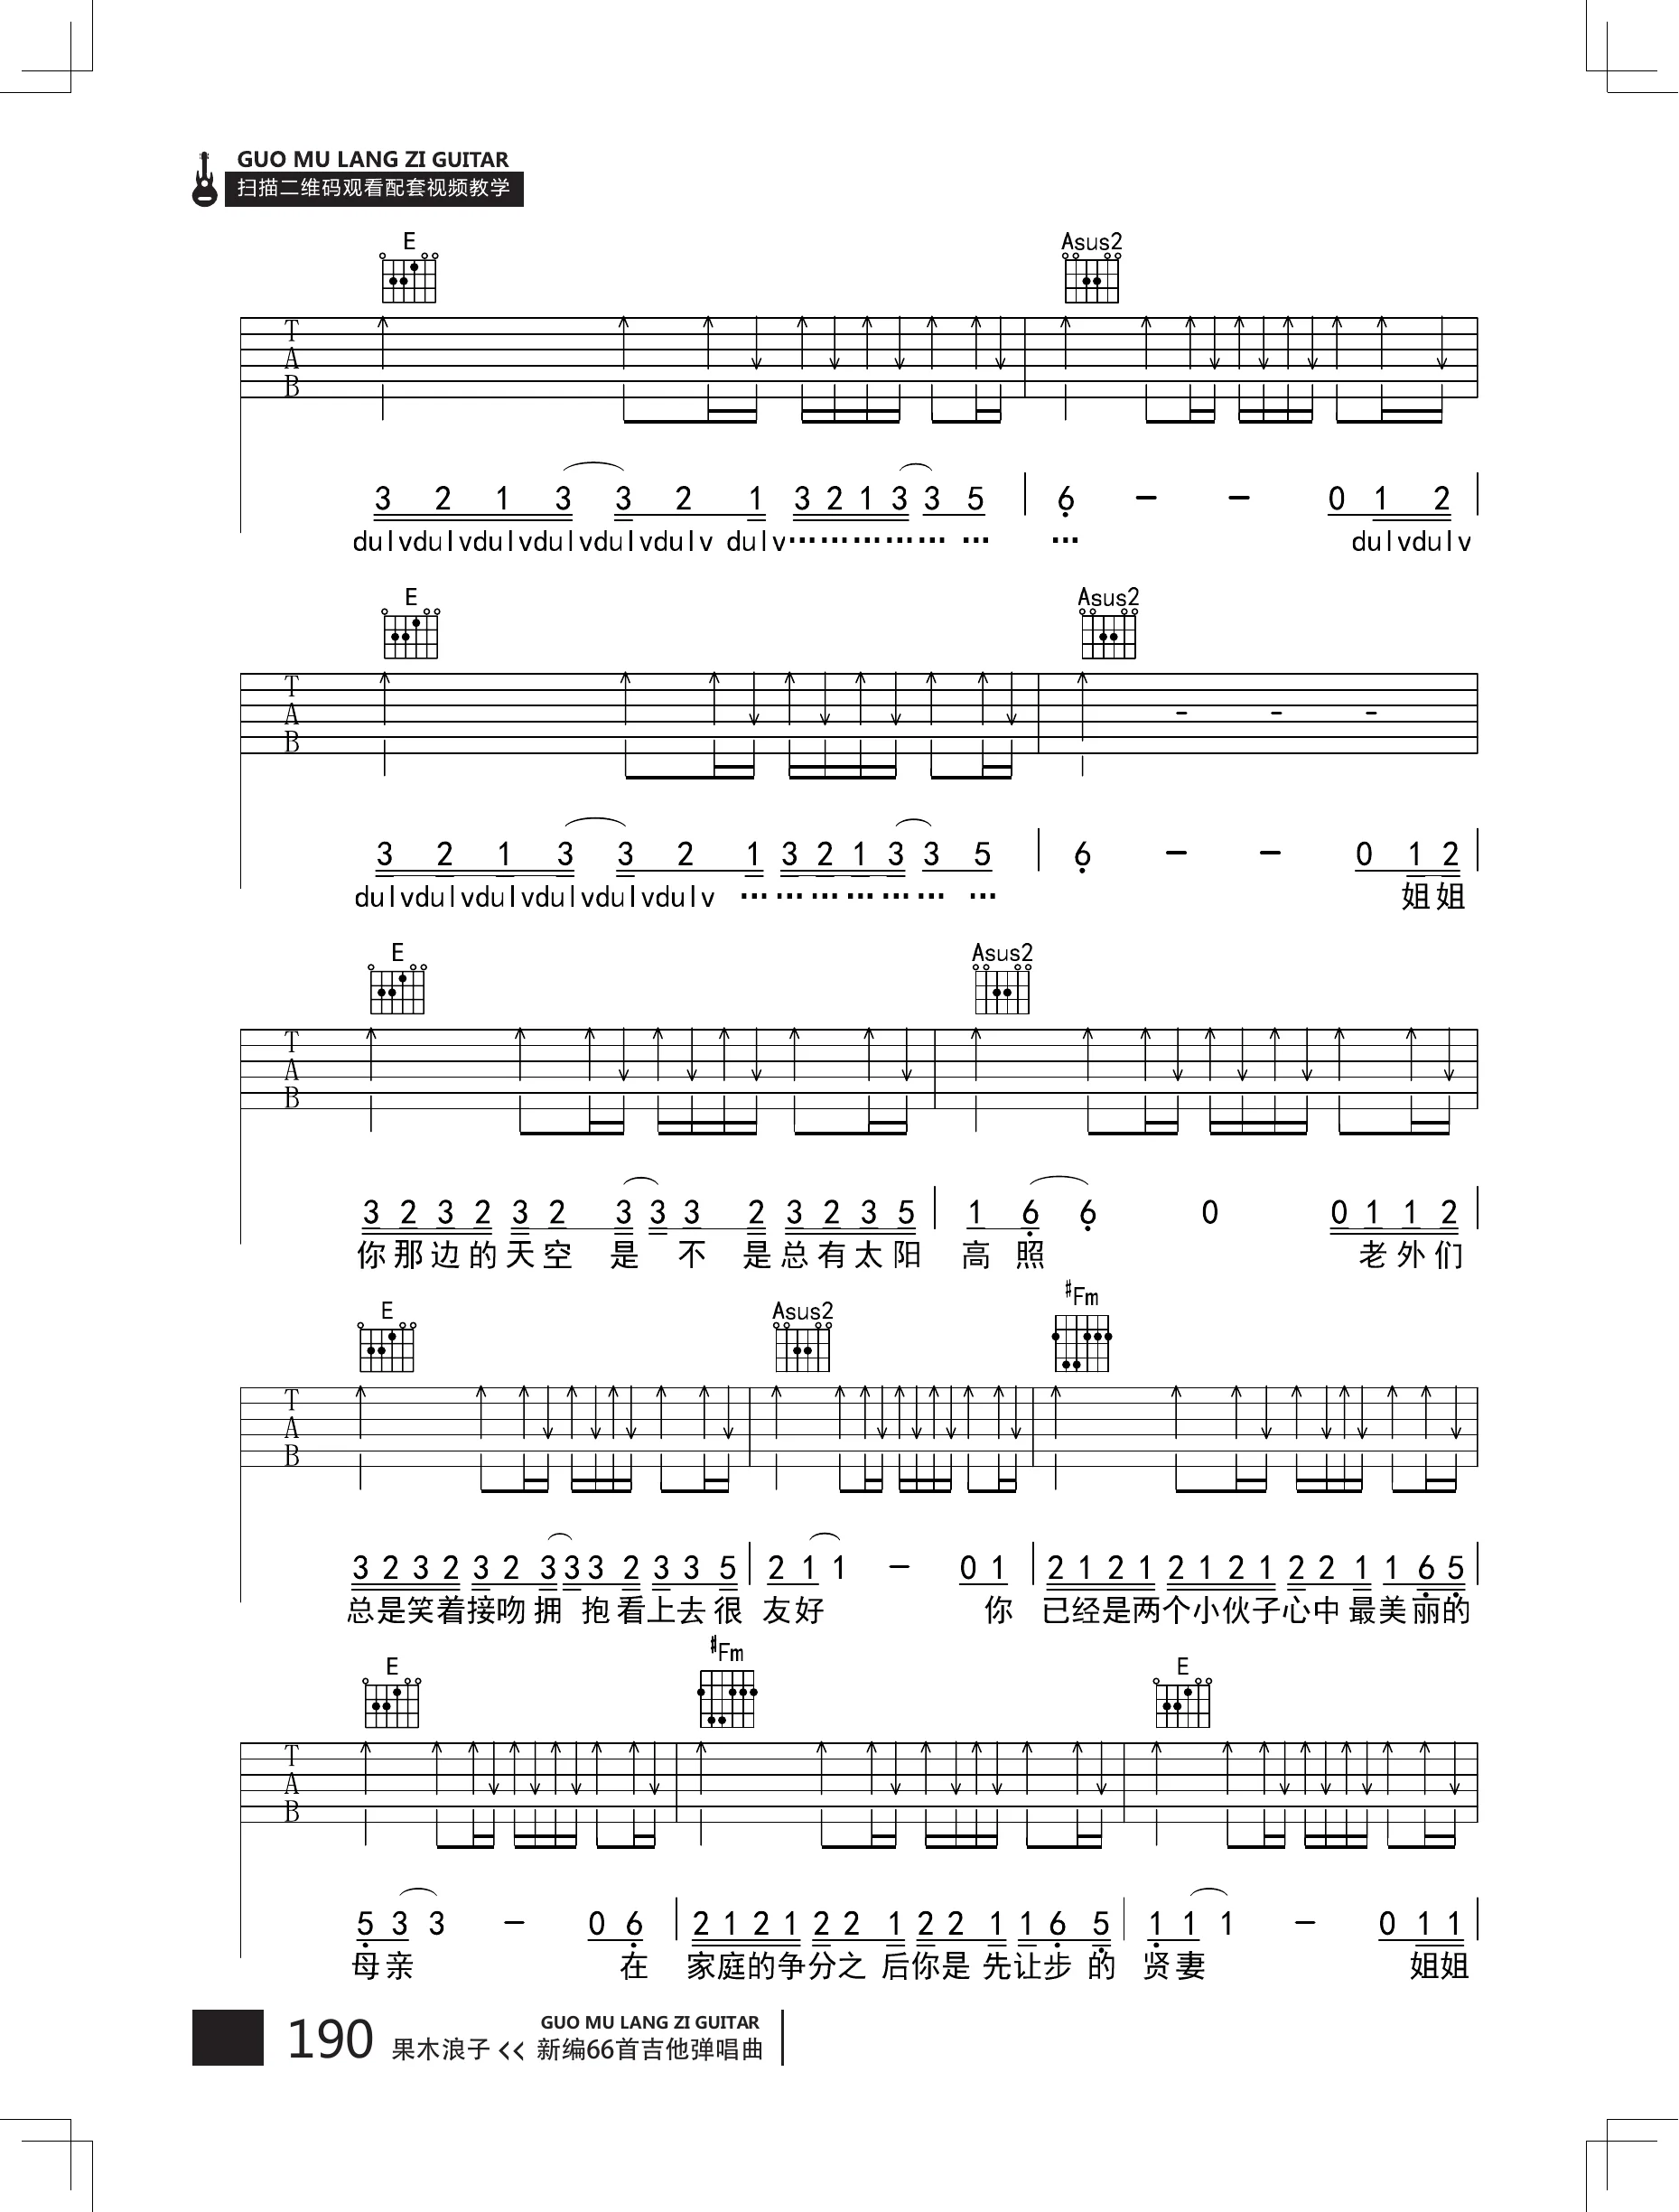 GUO MU LANG ZI GUITAR
扫描二维码观看配套视频教学
E Asus2
T
A
B
3 2 1 3 3 2 1 3 2 1 3 3 5 | 6 – – 0 1 2 |
dulvdulvdulvdulvdulvdulv dulv……………… … … dulvdulv
E Asus2
T
A
B
3 2 1 3 3 2 1 3 2 1 3 3 5 | 6 – – 0 1 2 |
dulvdulvdulvdulvdulvdulv ……………… … 姐姐
E Asus2
T
A
B
3 2 3 2 3 2 3 3 3 2 3 2 3 5 | 1 6 6 0 0 1 1 2 |
你那边的天空 是 不 是总有太阳 高 照 老外们
E Asus2 #Fm
T
A
B
3 2 3 2 3 2 3 3 3 2 3 3 5 | 2 1 1 – 0 1 | 2 1 2 1 2 1 2 1 2 2 1 1 6 5 |
总是笑着接吻拥 抱看上去很 友好 你 已经是两个小伙子心中 最美丽的
E #Fm E
T
A
B
5 3 3 – 0 6 | 2 1 2 1 2 2 1 2 2 1 1 6 5 | 1 1 1 – 0 1 1 |
母亲 在 家庭的争分之 后你是 先让步 的 贤妻 姐姐
190 果木浪子 << GUO MU LANG ZI GUITAR
新编66首吉他弹唱曲